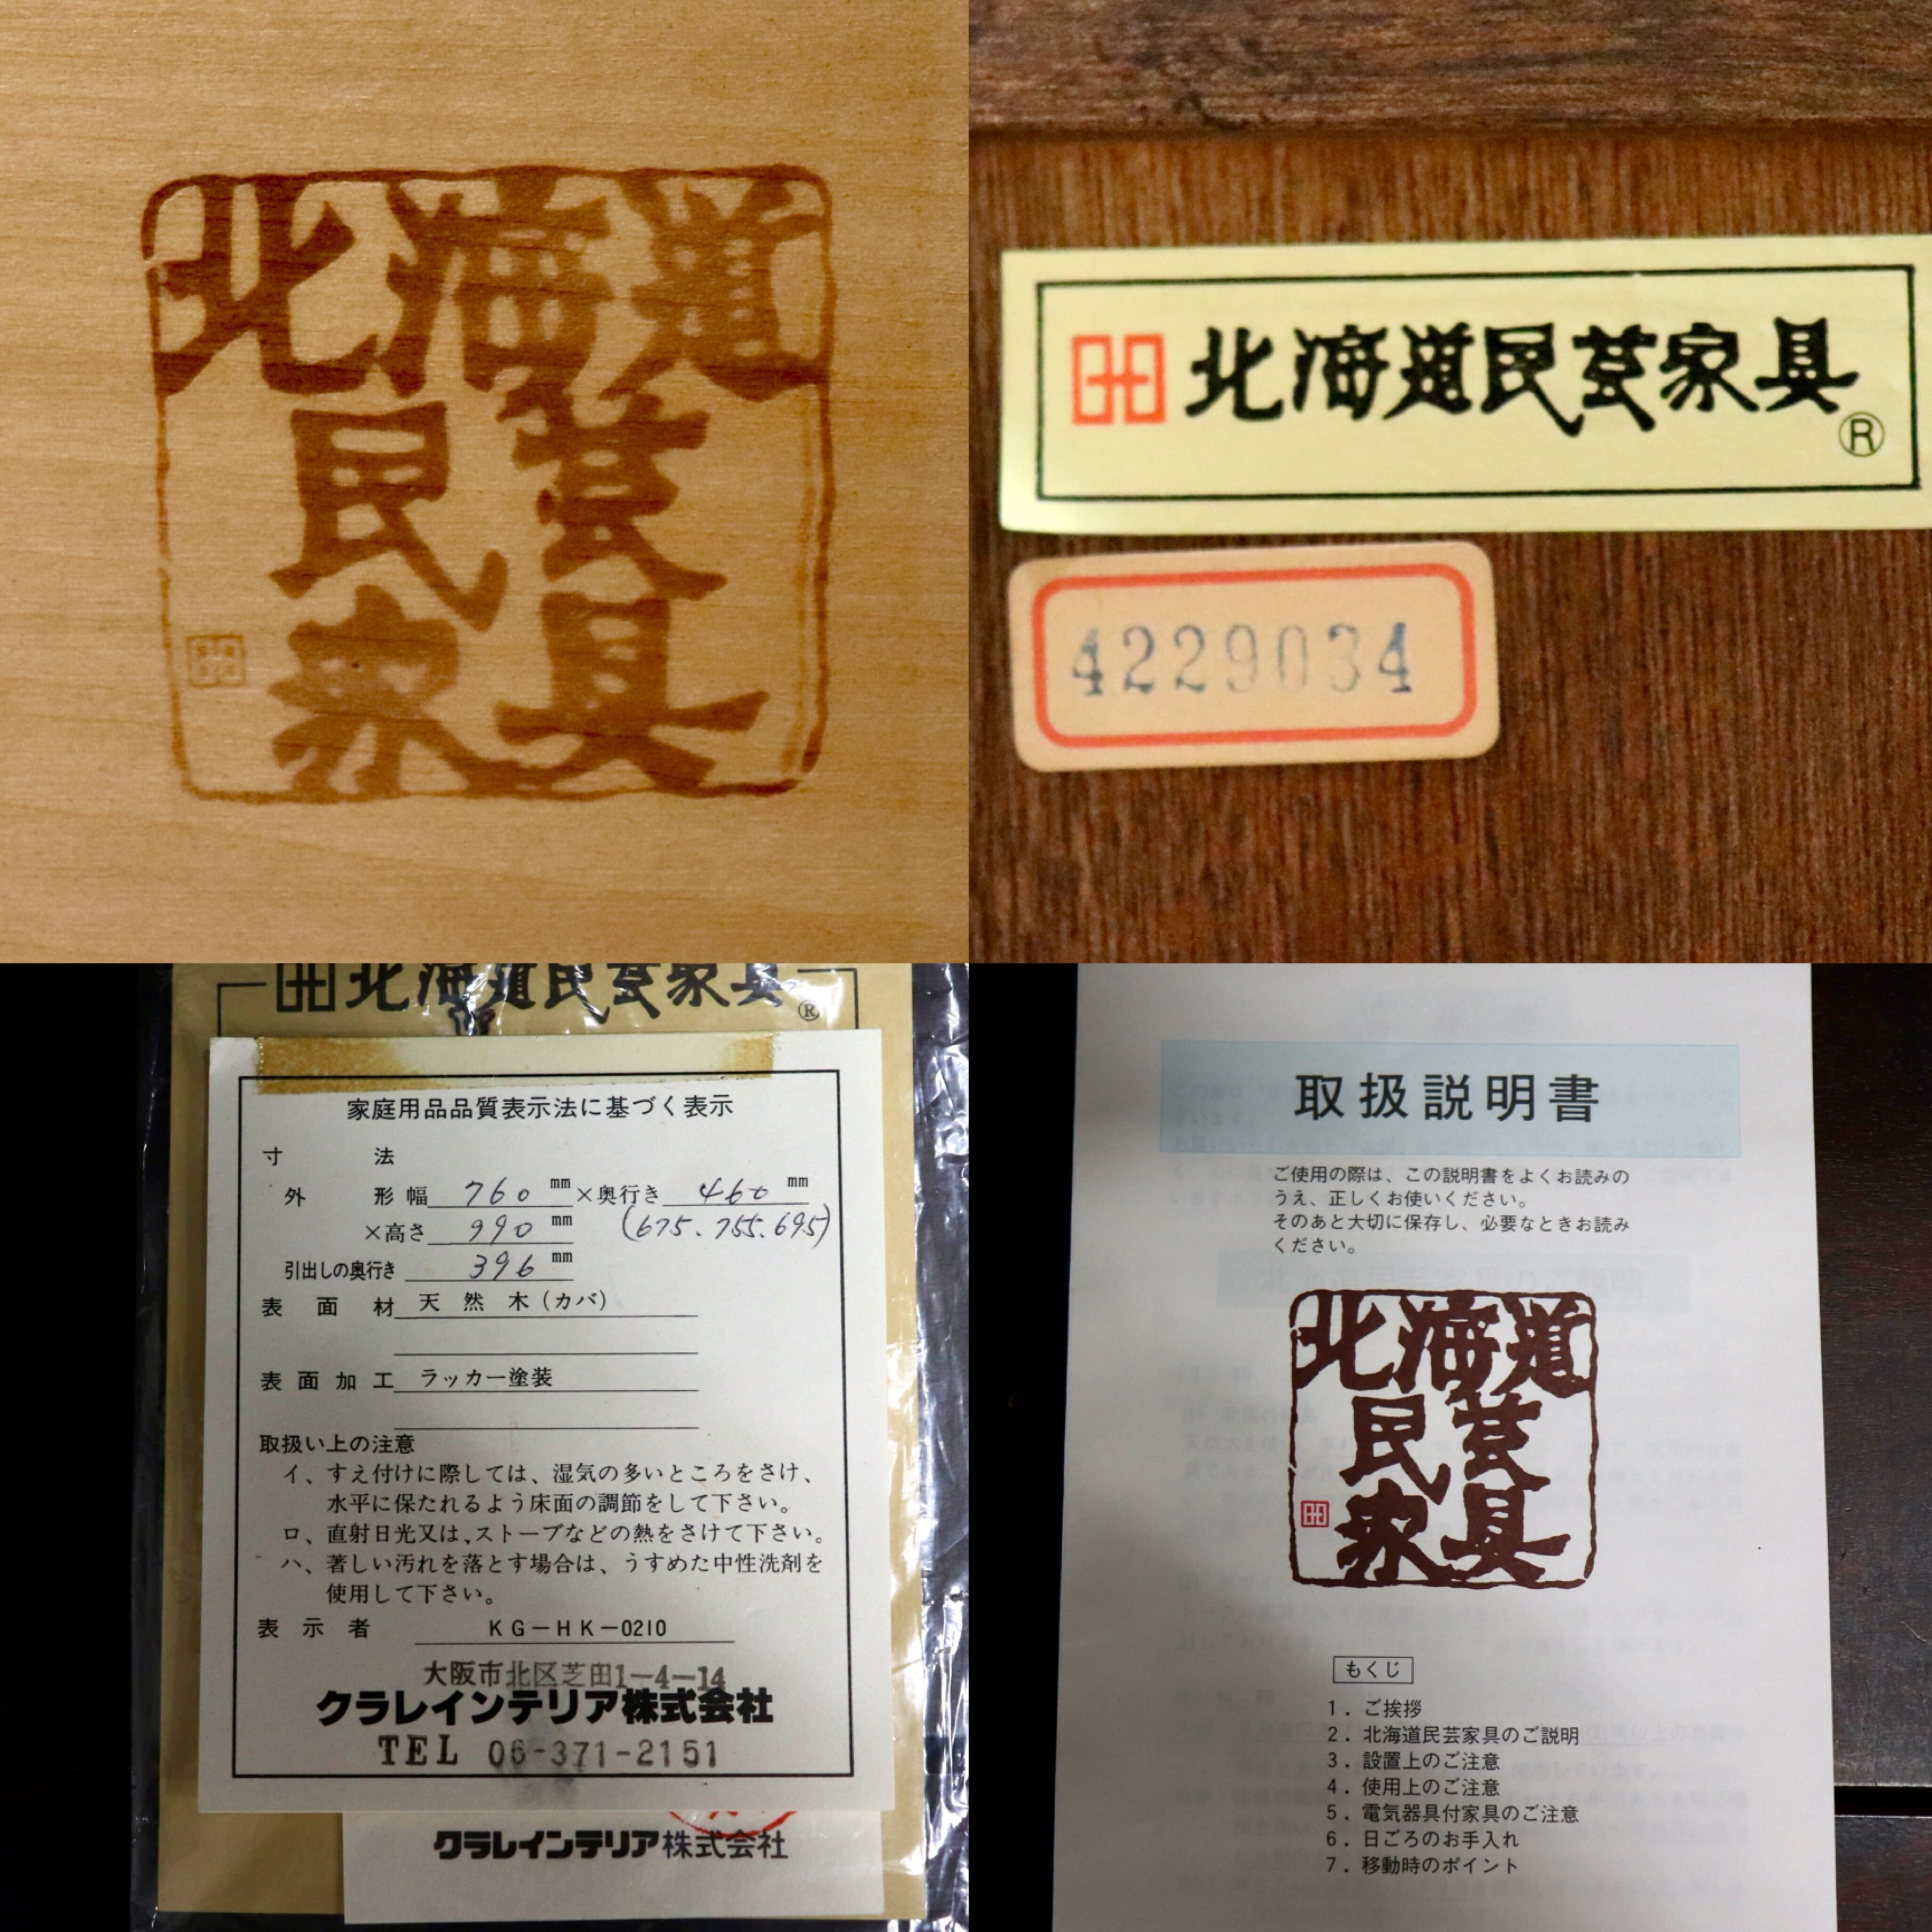 北海道
民芸
家具
北海道民芸家具
®
4229034
北海道民芸家具
®
家庭用品品質表示法に基づく表示
寸法
外形幅 760 mm ×奥行き 460 mm
×高さ 990 mm (675.755.695)
引出しの奥行き 396 mm
表面材 天然木(カバ)
表面加工 ラッカー塗装
取扱い上の注意
イ、すえ付けに際しては、湿気の多いところをさけ、
水平に保たれるよう床面の調節をして下さい。
ロ、直射日光又は、ストーブなどの熱をさけて下さい。
ハ、著しい汚れを落とす場合は、うすめた中性洗剤を
使用して下さい。
表示者 KG-HK-0210
大阪市北区芝田1-4-14
クラレインテリア株式会社
TEL 06-371-2151
クラレインテリア株式会社
取扱説明書
ご使用の際は、この説明書をよくお読みの
うえ、正しくお使いください。
そのあと大切に保存し、必要なときお読み
ください。
北海道
民芸
家具
もくじ
1．ご挨拶
2．北海道民芸家具のご説明
3．設置上のご注意
4．使用上のご注意
5．電気器具付家具のご注意
6．日ごろのお手入れ
7．移動時のポイント